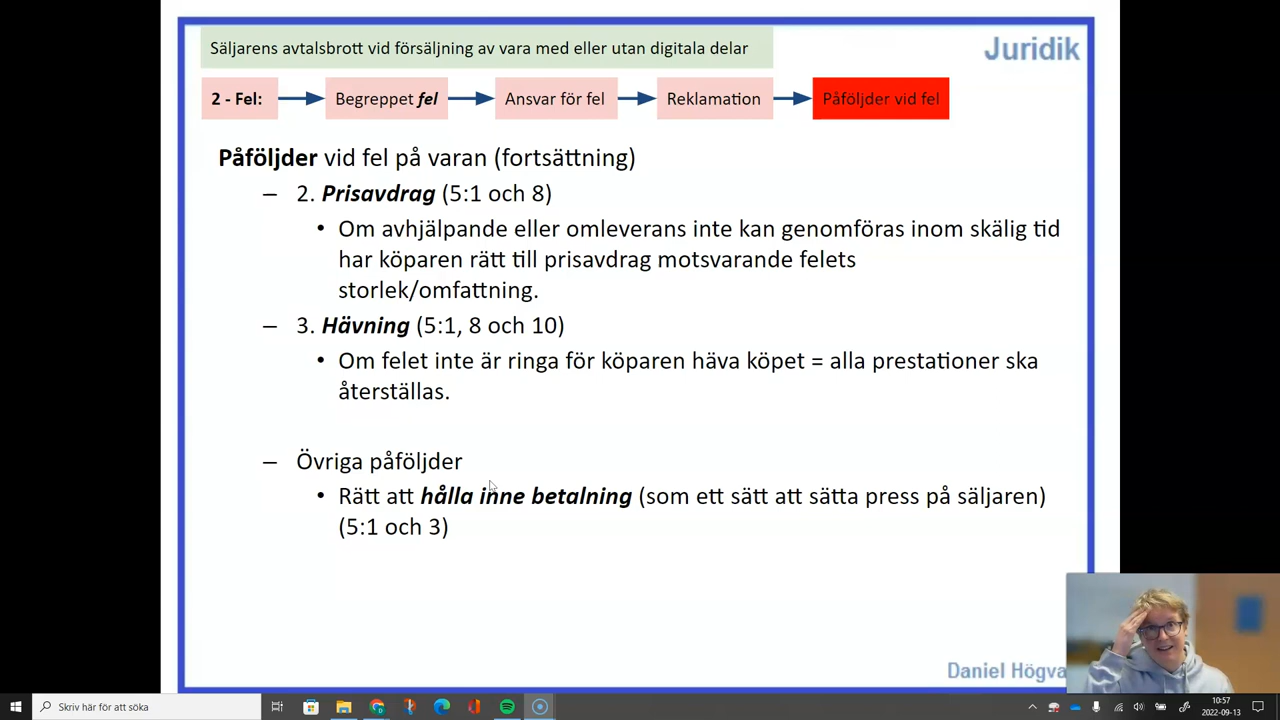 Säljarens avtalsbrott vid försäljning av vara med eller utan digitala delar
Juridik
2 - Fel:
Begreppet fel
Ansvar för fel
Reklamation
Påföljder vid fel
Påföljder vid fel på varan (fortsättning)
– 2. Prisavdrag (5:1 och 8)
• Om avhjälpande eller omleverans inte kan genomföras inom skälig tid
har köparen rätt till prisavdrag motsvarande felets
storlek/omfattning.
– 3. Hävning (5:1, 8 och 10)
• Om felet inte är ringa för köparen häva köpet = alla prestationer ska
återställas.
– Övriga påföljder
• Rätt att hålla inne betalning (som ett sätt att sätta press på säljaren)
(5:1 och 3)
Daniel Högva
Skriv här för att söka
10:57
2022-09-13